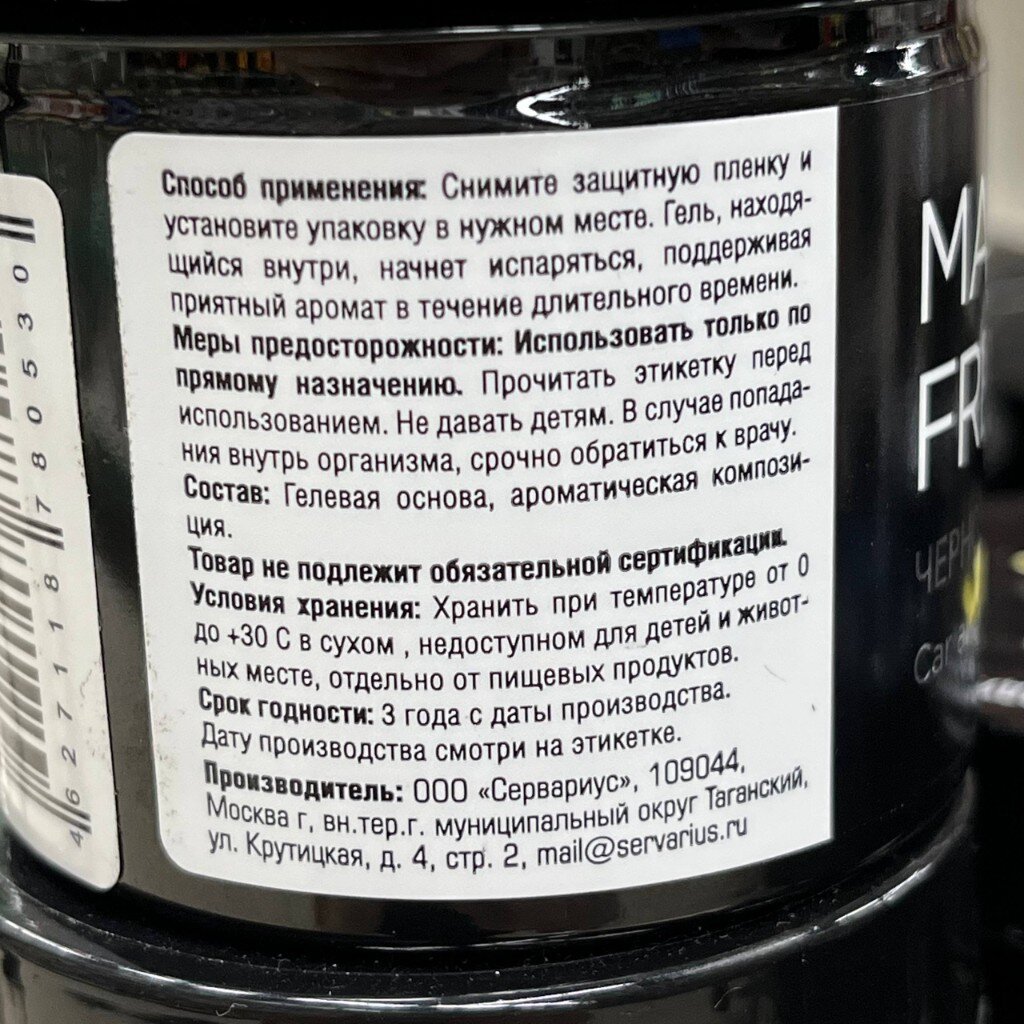 Способ применения: Снимите защитную пленку и
установите упаковку в нужном месте. Гель, находя-
щийся внутри, начнет испаряться, поддерживая
приятный аромат в течение длительного времени.
Меры предосторожности: Использовать только по
прямому назначению. Прочитать этикетку перед
использованием. Не давать детям. В случае попада-
ния внутрь организма, срочно обратиться к врачу.
Состав: Гелевая основа, ароматическая компози-
ция.
Товар не подлежит обязательной сертификации.
Условия хранения: Хранить при температуре от 0
до +30 С в сухом , недоступном для детей и живот-
ных месте, отдельно от пищевых продуктов.
Срок годности: 3 года с даты производства.
Дату производства смотри на этикетке.
Производитель: ООО «Сервариус», 109044,
Москва г, вн.тер.г. муниципальный округ Таганский,
ул. Крутицкая, д. 4, стр. 2, mail@servarius.ru
4627118780530